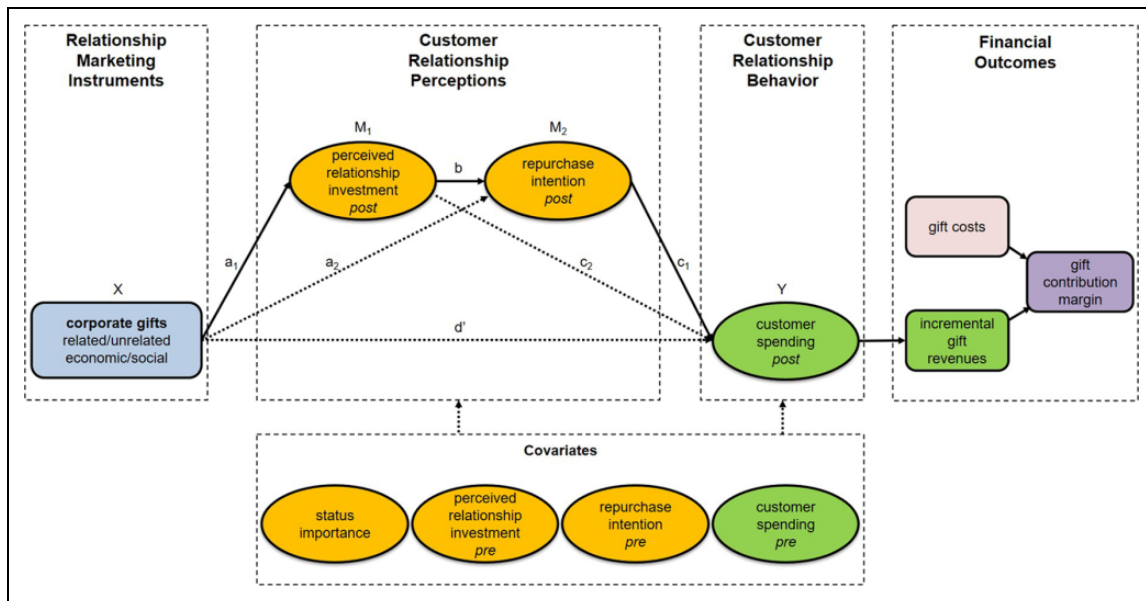 Relationship
Marketing
Instruments
Customer
Relationship
Perceptions
Customer
Relationship
Behavior
Financial
Outcomes
M1
M2
perceived
relationship
investment
post
b
repurchase
intention
post
a1
a2
c2
c1
X
corporate gifts
related/unrelated
economic/social
d'
Y
customer
spending
post
gift costs
incremental
gift
revenues
gift
contribution
margin
Covariates
status
importance
perceived
relationship
investment
pre
repurchase
intention
pre
customer
spending
pre